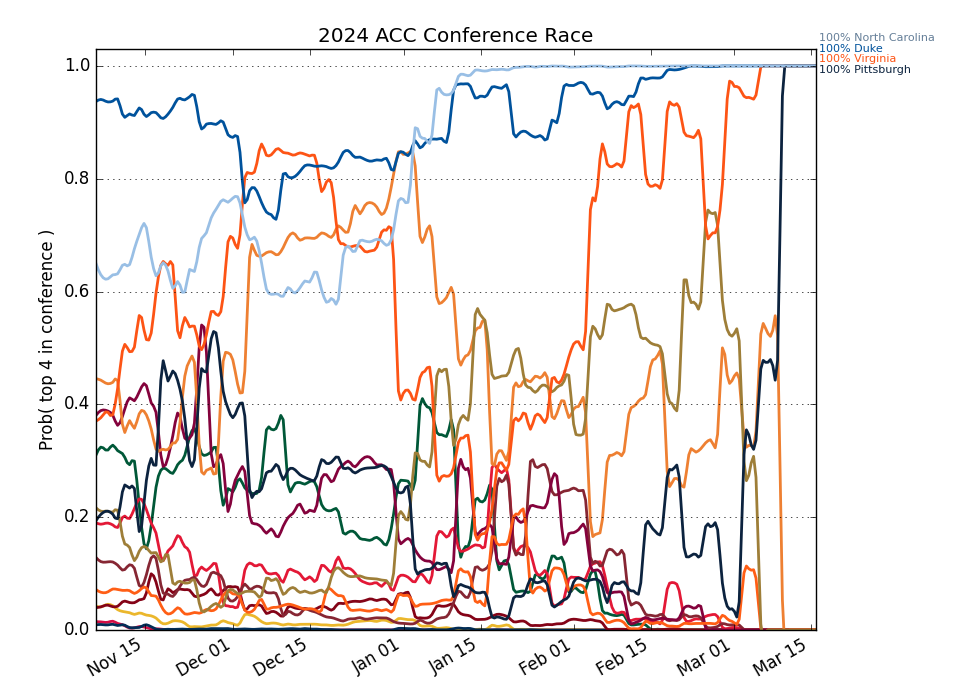 2024 ACC Conference Race
100% North Carolina
100% Duke
100% Virginia
100% Pittsburgh
Prob( top 4 in conference )
1.0
0.8
0.6
0.4
0.2
0.0
Nov 15
Dec 01
Dec 15
Jan 01
Jan 15
Feb 01
Feb 15
Mar 01
Mar 15